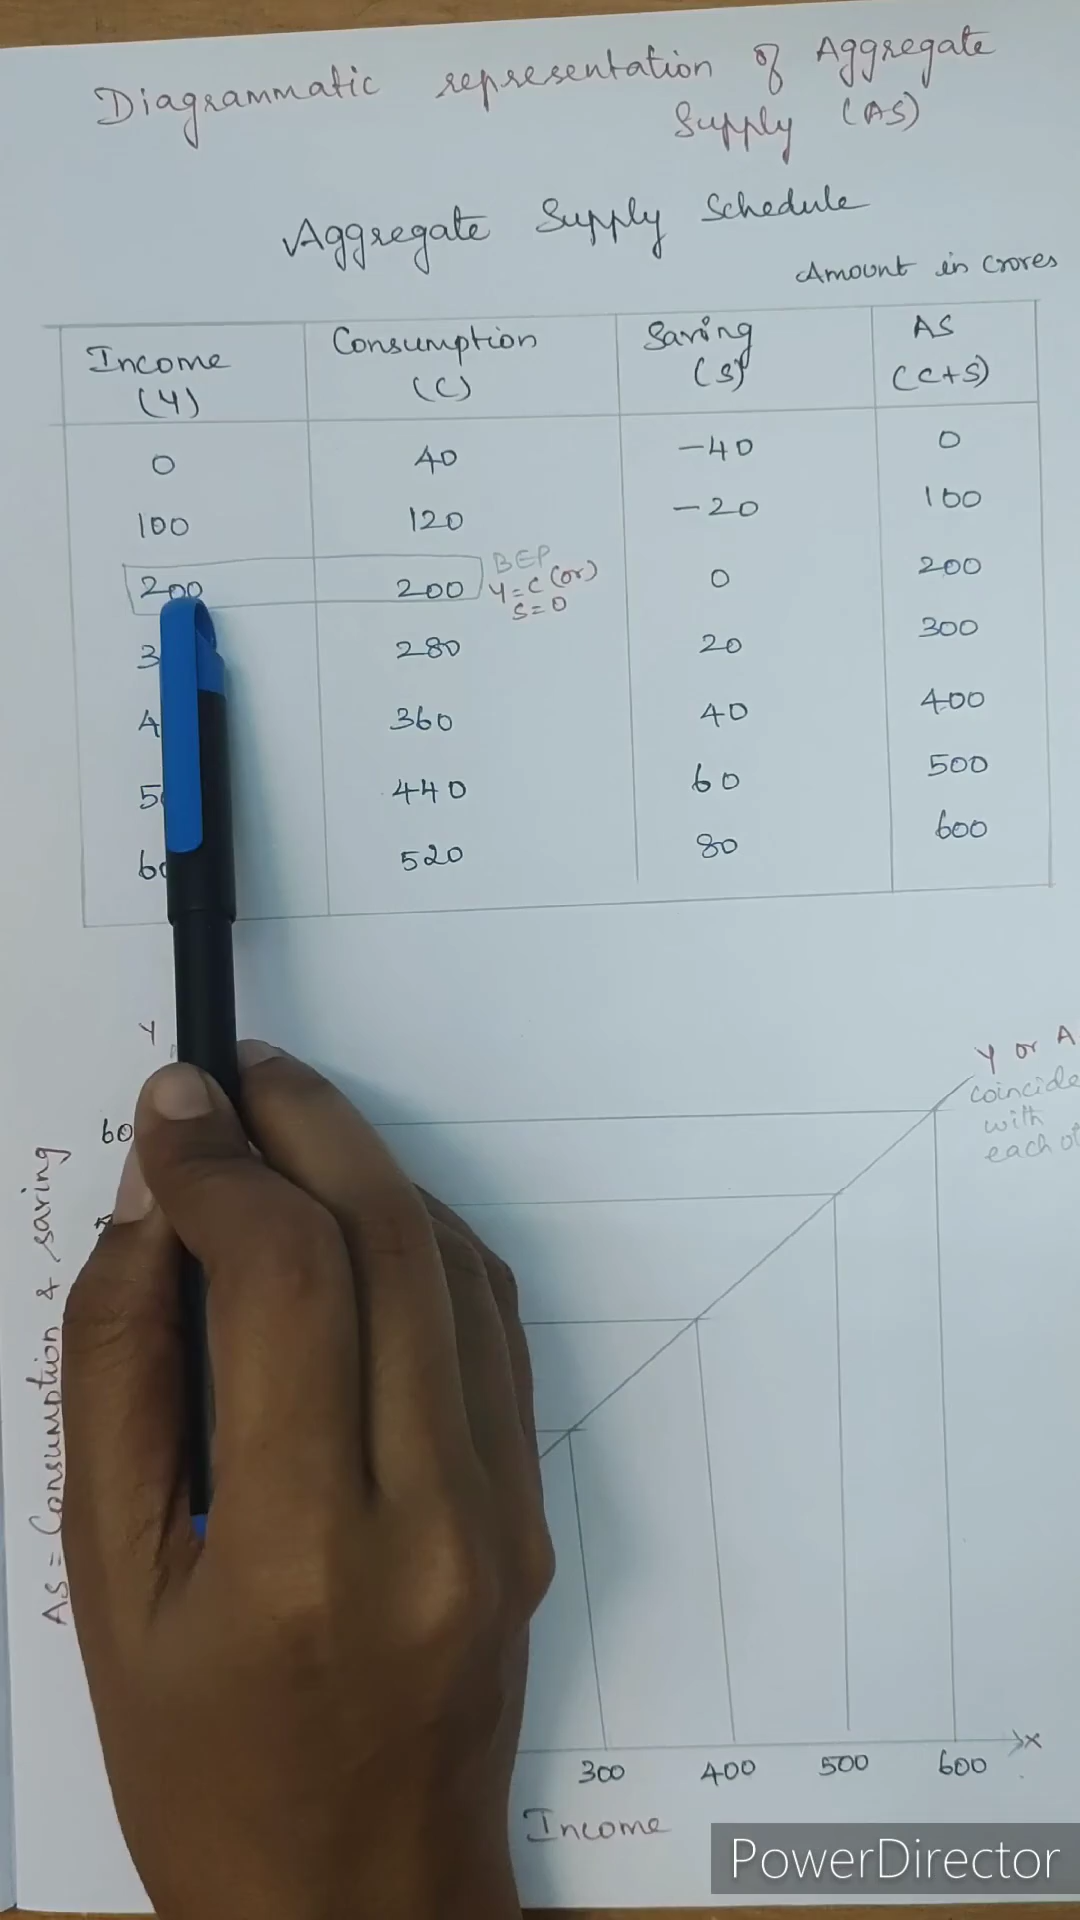 Diagrammatic representation of Aggregate
Supply (AS)
Aggregate Supply Schedule
Amount in Crores
Income Consumption Saving AS
(Y) (C) (S) (C+S)
0 40 -40 0
100 120 -20 100
BEP
200 200 Y=C (or) 0 200
S=0
280 20 300
360 40 400
440 60 500
520 80 600
Y
Y or
coincide
with
each
AS = Consumption & saving
300 400 500 600 X
Income
PowerDirector